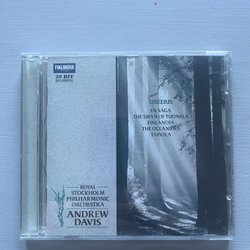 FINLANDIA
20 BIT
SIBELIUS
EN SAGA
THE SWAN OF TUONELA
FINLANDIA
THE OCEANIDES
TAPIOLA
ROYAL
STOCKHOLM
PHILHARMONIC
ORCHESTRA
ANDREW
DAVIS